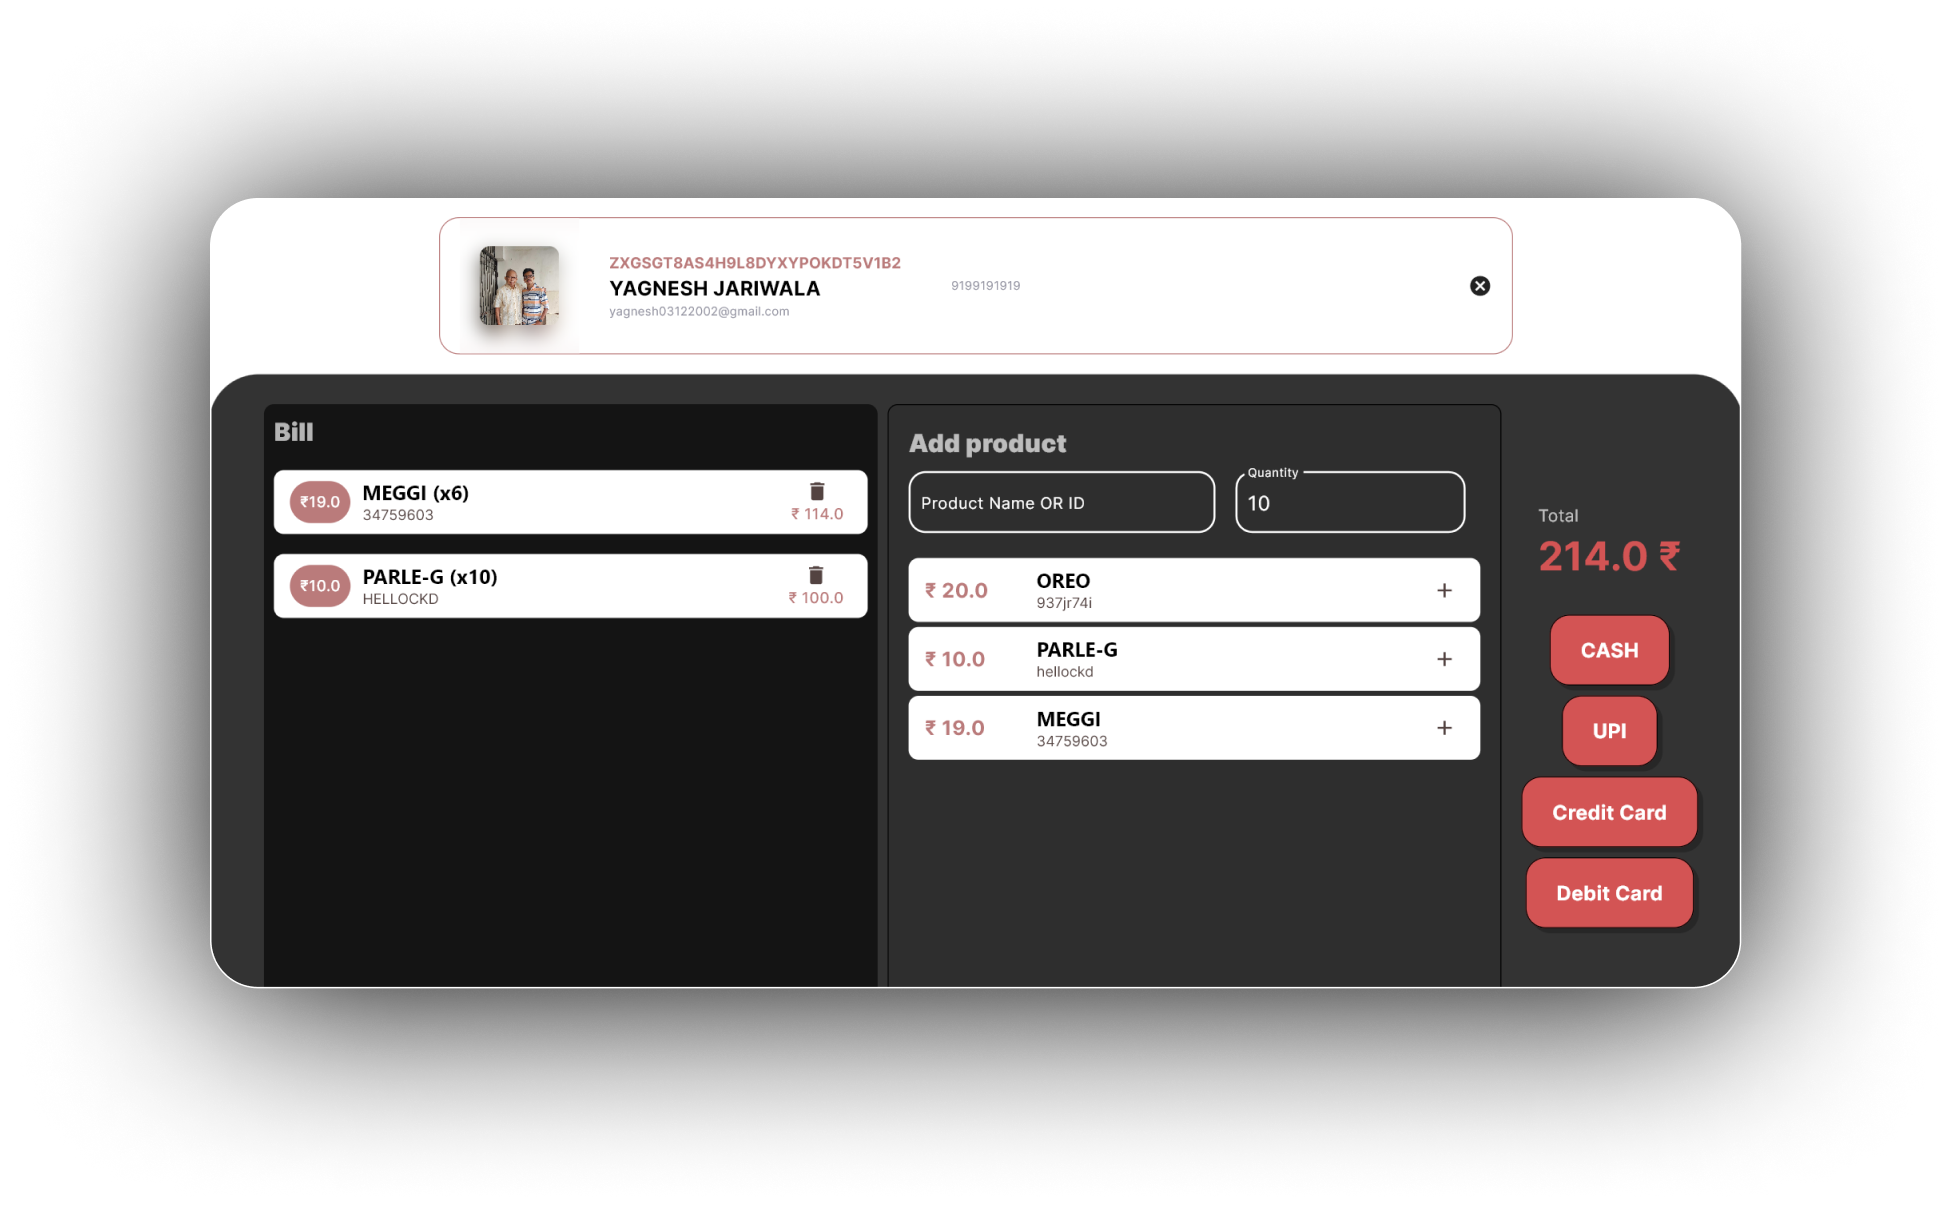 ZXGSGT8AS4H9L8DYXYPOKDT5V1B2
YAGNESH JARIWALA
yagnesh03122002@gmail.com
9199191919
Bill
₹19.0
MEGGI (x6)
34759603
₹ 114.0
₹10.0
PARLE-G (x10)
HELLOCKD
₹ 100.0
Add product
Product Name OR ID
Quantity
10
₹ 20.0
OREO
937jr74i
₹ 10.0
PARLE-G
hellockd
₹ 19.0
MEGGI
34759603
Total
214.0 ₹
CASH
UPI
Credit Card
Debit Card